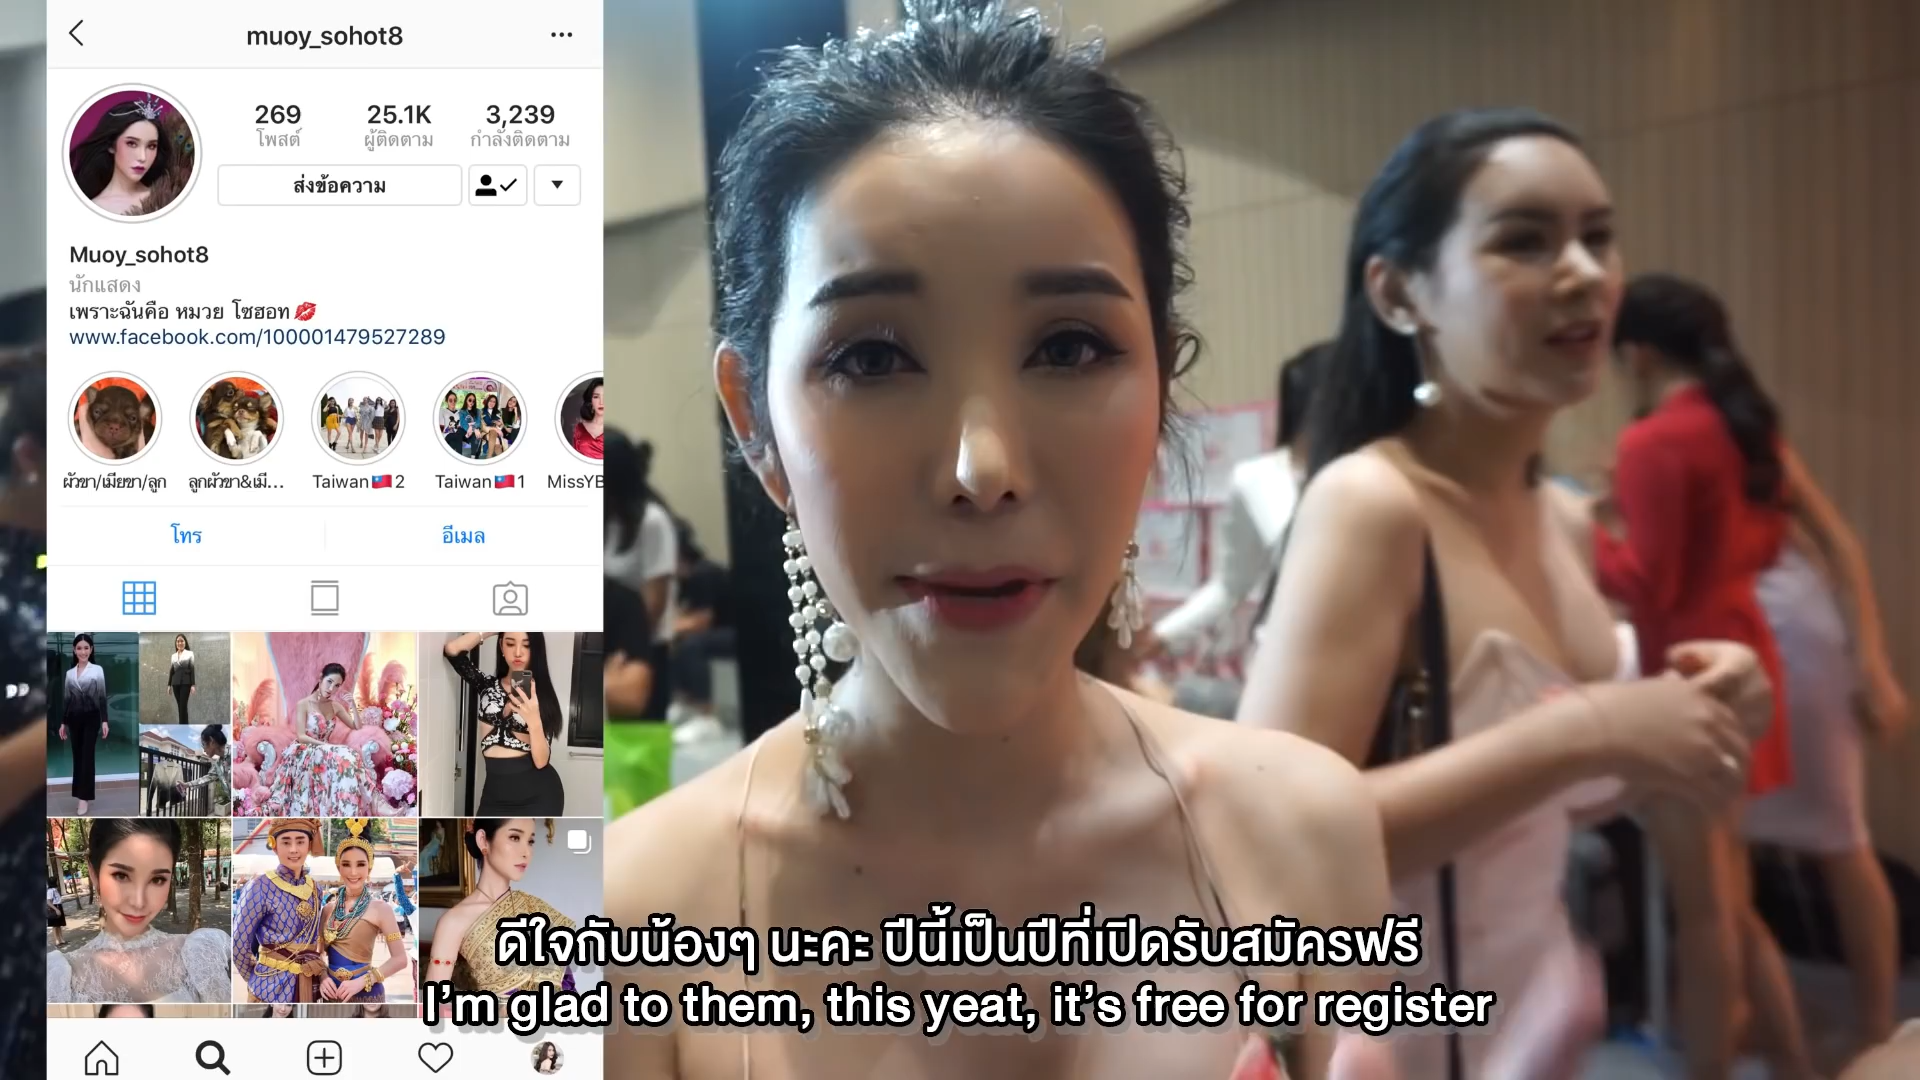 muoy_sohot8
269
25.1K
3,239
โพสต์
ผู้ติดตาม
กำลังติดตาม
ส่งข้อความ
Muoy_sohot8
นักแสดง
เพราะฉันคือ หมวย โซฮอท💋
www.facebook.com/100001479527289
ผัวขา/เมียขา/ลูก
ลูกผัวขา&เมี...
Taiwan🇹🇼2
Taiwan🇹🇼1
MissYB
โทร
อีเมล
ดีใจกับน้องๆ นะคะ ปีนี้เป็นปีที่เปิดรับสมัครฟรี
I'm glad to them, this yeat, it's free for register